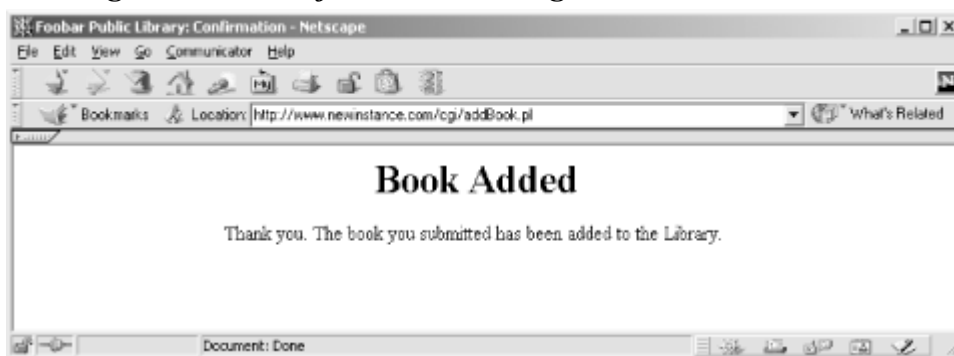 Foobar Public Library: Confirmation - Netscape
File Edit View Go Communicator Help
Bookmarks Location: http://www.newinstance.com/cgi/addBook.pl What's Related
Book Added
Thank you. The book you submitted has been added to the Library.
Document: Done